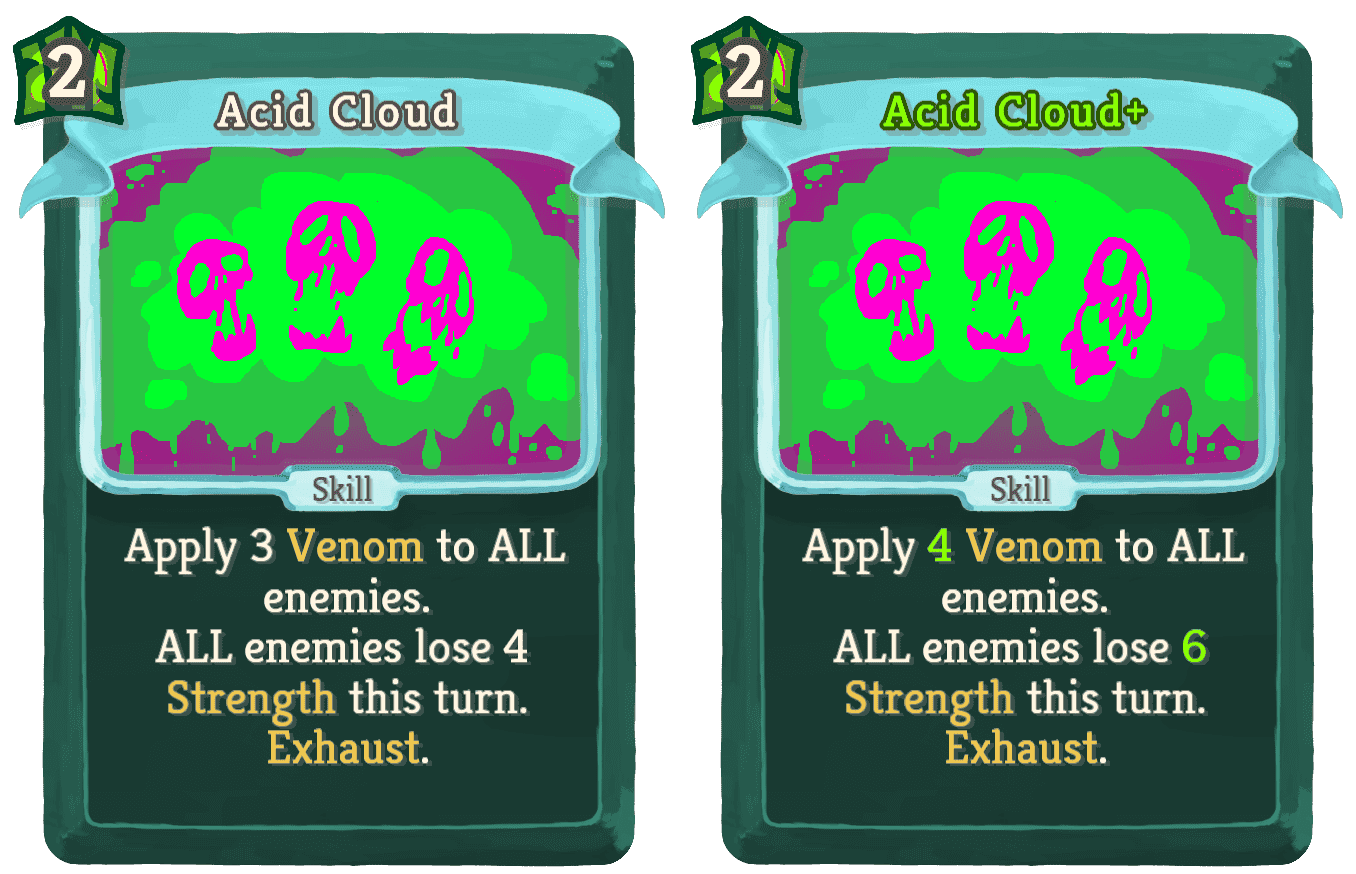 2
Acid Cloud
Skill
Apply 3 Venom to ALL
enemies.
ALL enemies lose 4
Strength this turn.
Exhaust.
2
Acid Cloud+
Skill
Apply 4 Venom to ALL
enemies.
ALL enemies lose 6
Strength this turn.
Exhaust.